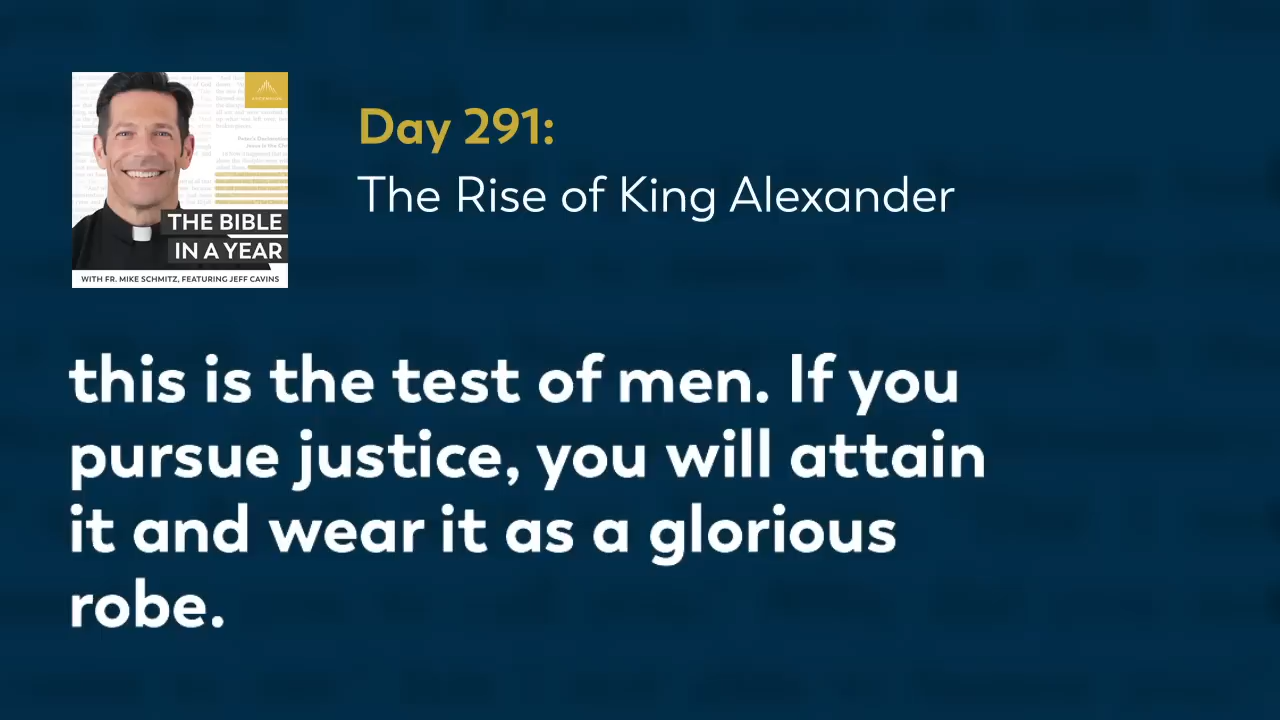 Day 291:
The Rise of King Alexander
THE BIBLE
IN A YEAR
WITH FR. MIKE SCHMITZ, FEATURING JEFF CAVINS
this is the test of men. If you
pursue justice, you will attain
it and wear it as a glorious
robe.